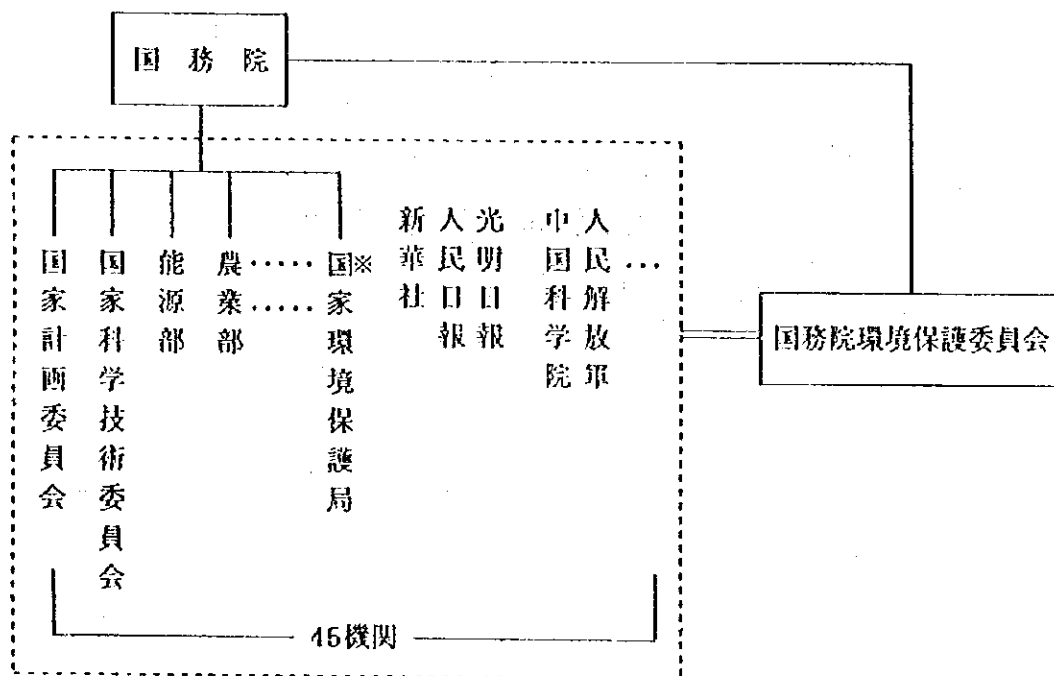 国務院
国家計画委員会
国家科学技術委員会
能源部
農業部
‥‥‥
‥‥‥
国家環境保護局
※
新華社
人民日報
光明日報
中国科学院
人民解放軍
…
国務院環境保護委員会
45機関